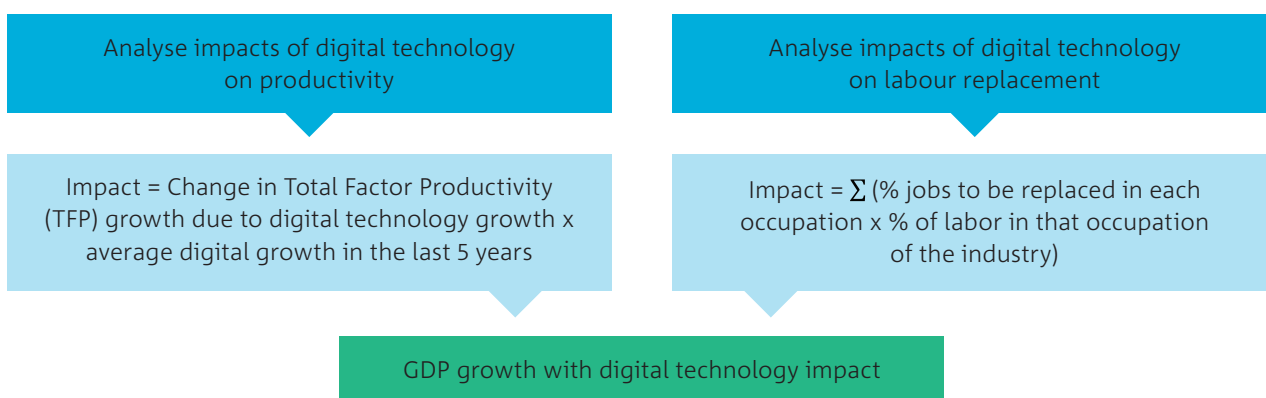 Analyse impacts of digital technology
on productivity
Impact = Change in Total Factor Productivity
(TFP) growth due to digital technology growth x
average digital growth in the last 5 years
Analyse impacts of digital technology
on labour replacement
Impact = ∑ (% jobs to be replaced in each
occupation x % of labor in that occupation
of the industry)
GDP growth with digital technology impact